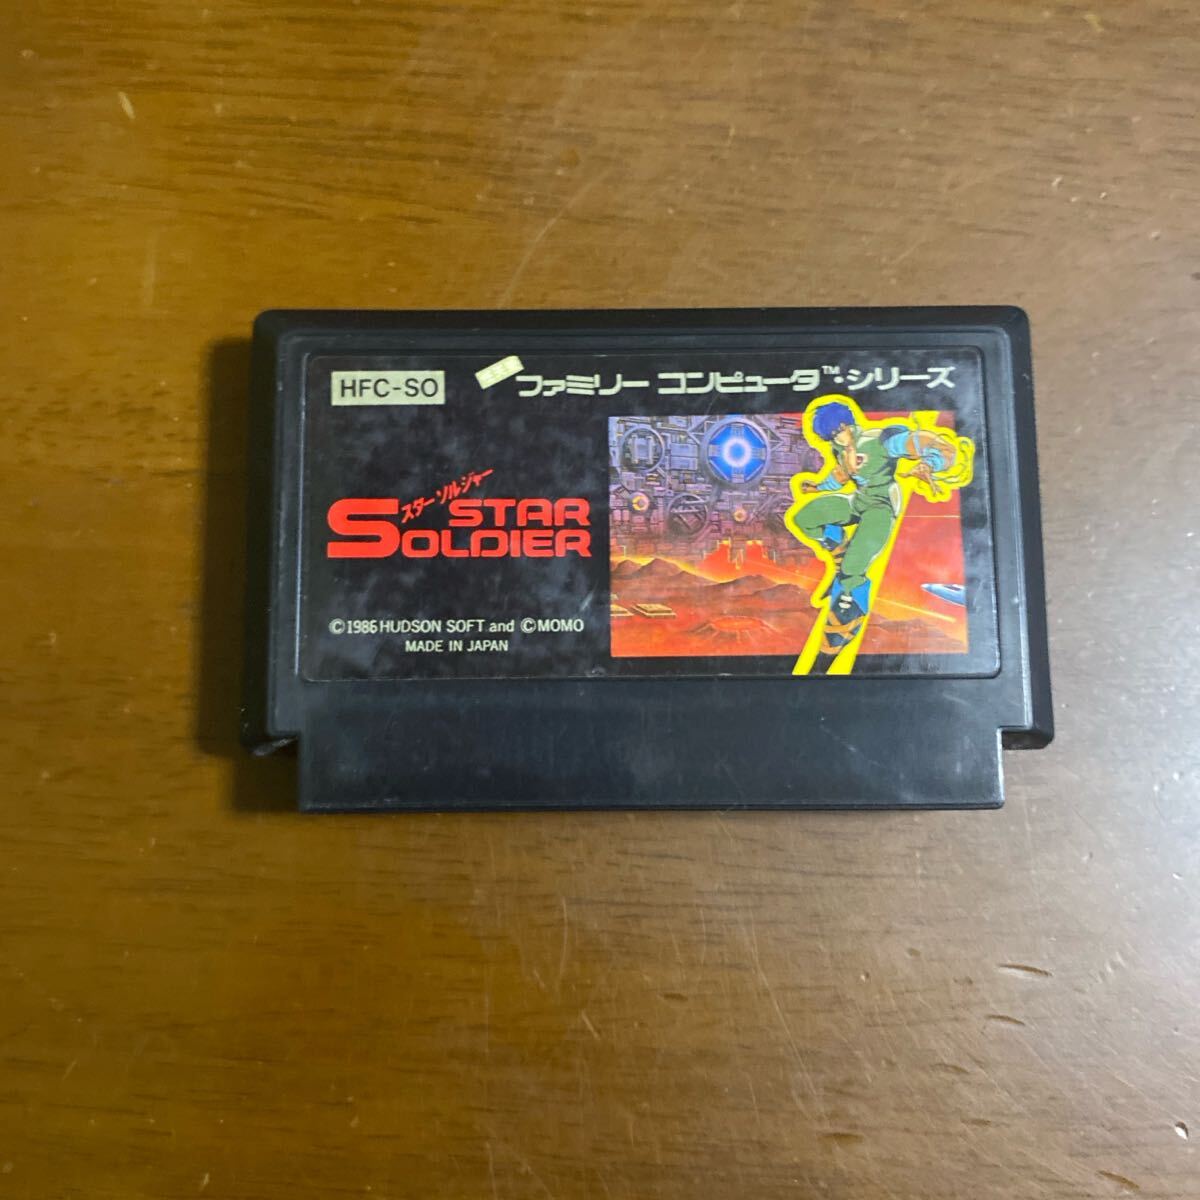 HFC-SO
ファミリー コンピュータ™・シリーズ
スターソルジャー
STAR
SOLDIER
©1986 HUDSON SOFT and ©MOMO
MADE IN JAPAN